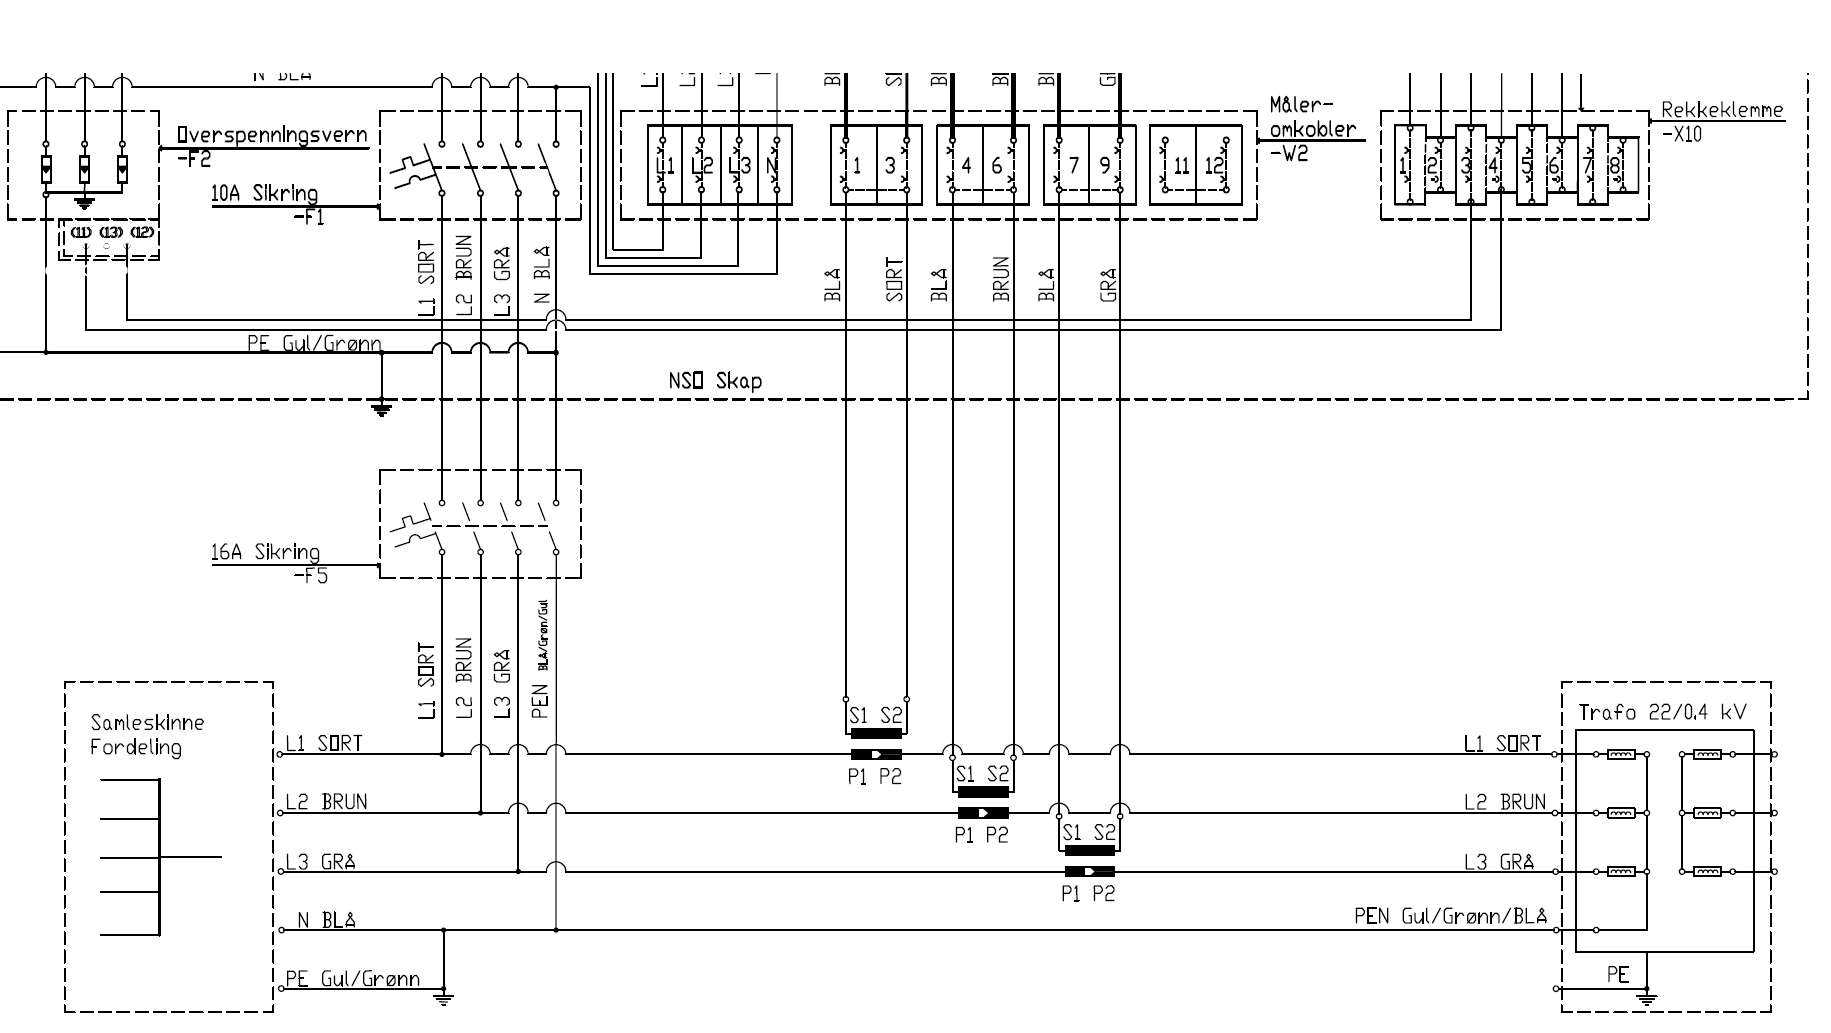 N BLÅ
Overspenningsvern
-F2
10A Sikring
-F1
(11) (13) (12)
L1 SORT
L2 BRUN
L3 GRÅ
N BLÅ
PE Gul/Grønn
L1 L2 L3 N
1 3
4 6
7 9
11 12
Måler-
omkobler
-W2
1 2 3 4 5 6 7 8
Rekkeklemme
-X10
BLÅ
SORT
BLÅ
BRUN
BLÅ
GRÅ
NSO Skap
16A Sikring
-F5
L1 SORT
L2 BRUN
L3 GRÅ
PEN BLÅ/Grøn/Gul
Samleskinne
Fordeling
L1 SORT
L2 BRUN
L3 GRÅ
N BLÅ
PE Gul/Grønn
S1 S2
P1 P2
S1 S2
P1 P2
S1 S2
P1 P2
L1 SORT
L2 BRUN
L3 GRÅ
PEN Gul/Grønn/BLÅ
Trafo 22/0.4 kV
PE